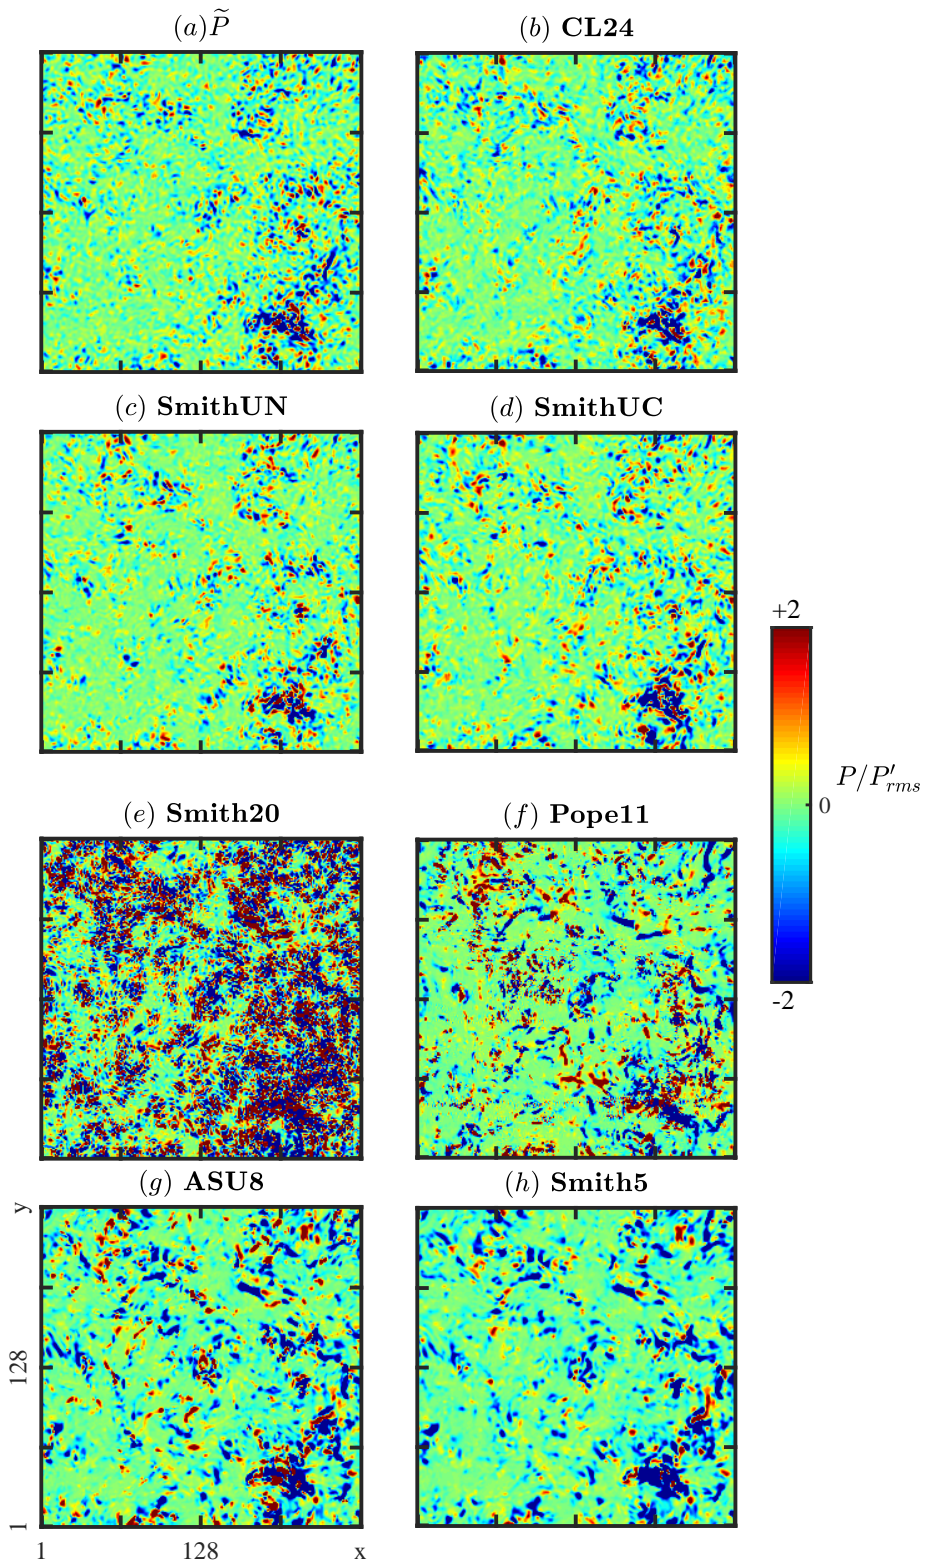 (a)P̃
(b) CL24
(c) SmithUN
(d) SmithUC
+2
P/P′rms
0
-2
(e) Smith20
(f) Pope11
(g) ASU8
(h) Smith5
y
128
1
1
128
x